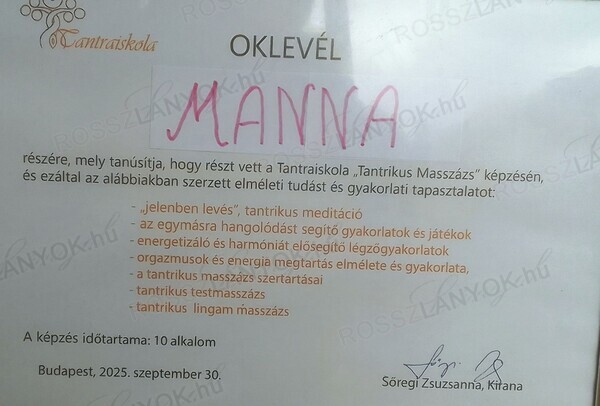 Tantraiskola
OKLEVÉL
MANNA
részére, mely tanúsítja, hogy részt vett a Tantraiskola „Tantrikus Masszázs” képzésén,
és ezáltal az alábbiakban szerzett elméleti tudást és gyakorlati tapasztalatot:
- „jelenben levés”, tantrikus meditáció
- az egymásra hangolódást segítő gyakorlatok és játékok
- energetizáló és harmóniát elősegítő légzőgyakorlatok
- orgazmusok és energia megtartás elmélete és gyakorlata,
- a tantrikus masszázs szertartásai
- tantrikus testmasszázs
- tantrikus lingam masszázs
A képzés időtartama: 10 alkalom
Budapest, 2025. szeptember 30.
Sőregi Zsuzsanna, Kirana
ROSSZLÁNYOK.hu